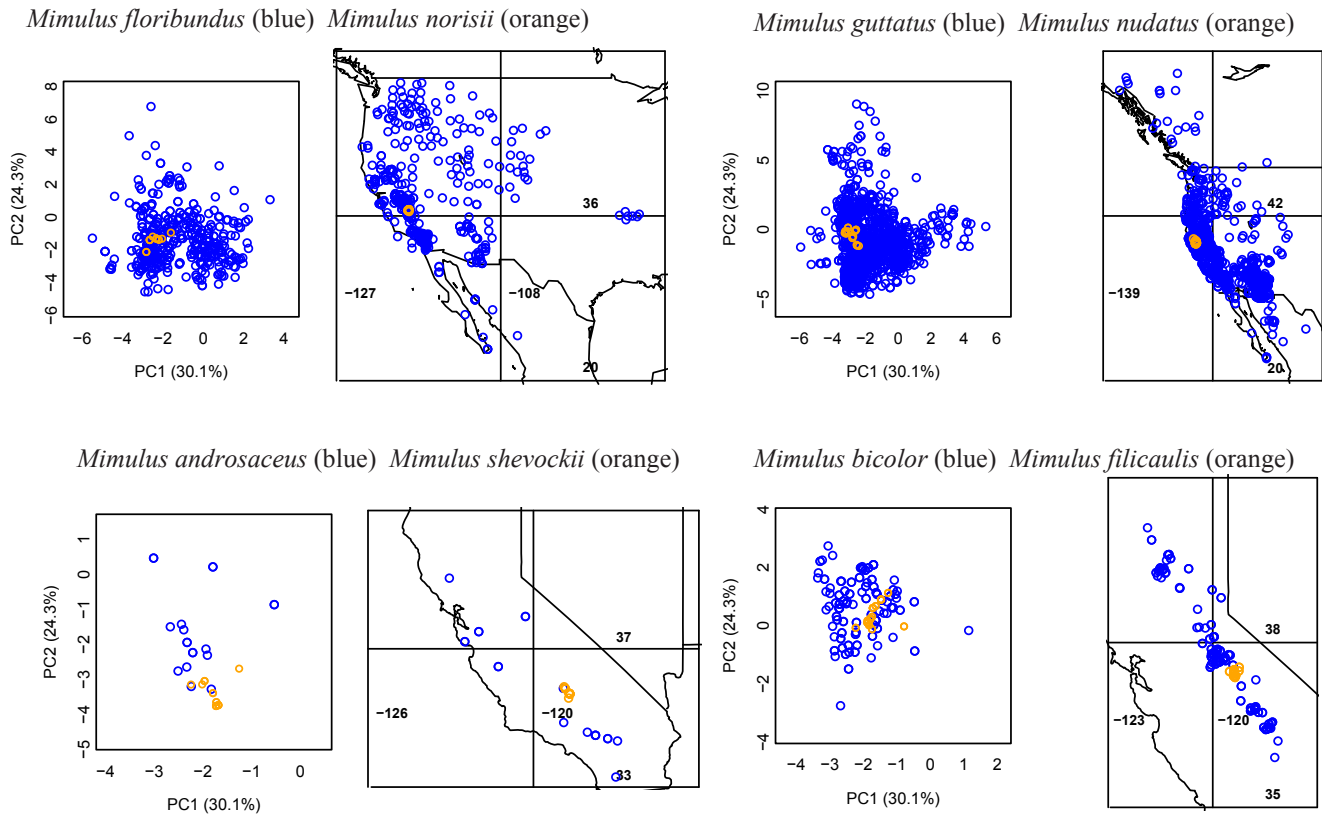 Mimulus floribundus (blue) Mimulus norisii (orange)
8
6
4
2
0
−2
−4
−6
PC2 (24.3%)
−6 −4 −2 0 2 4
PC1 (30.1%)
36
−127 −108
20
Mimulus guttatus (blue) Mimulus nudatus (orange)
10
5
0
−5
PC2 (24.3%)
−6 −4 −2 0 2 4 6
PC1 (30.1%)
42
−139
20
Mimulus androsaceus (blue) Mimulus shevockii (orange)
1
0
−1
−2
−3
−4
−5
PC2 (24.3%)
−4 −3 −2 −1 0
PC1 (30.1%)
37
−126 −120
33
Mimulus bicolor (blue) Mimulus filicaulis (orange)
4
2
0
−2
−4
PC2 (24.3%)
−4 −3 −2 −1 0 1 2
PC1 (30.1%)
38
−123 −120
35